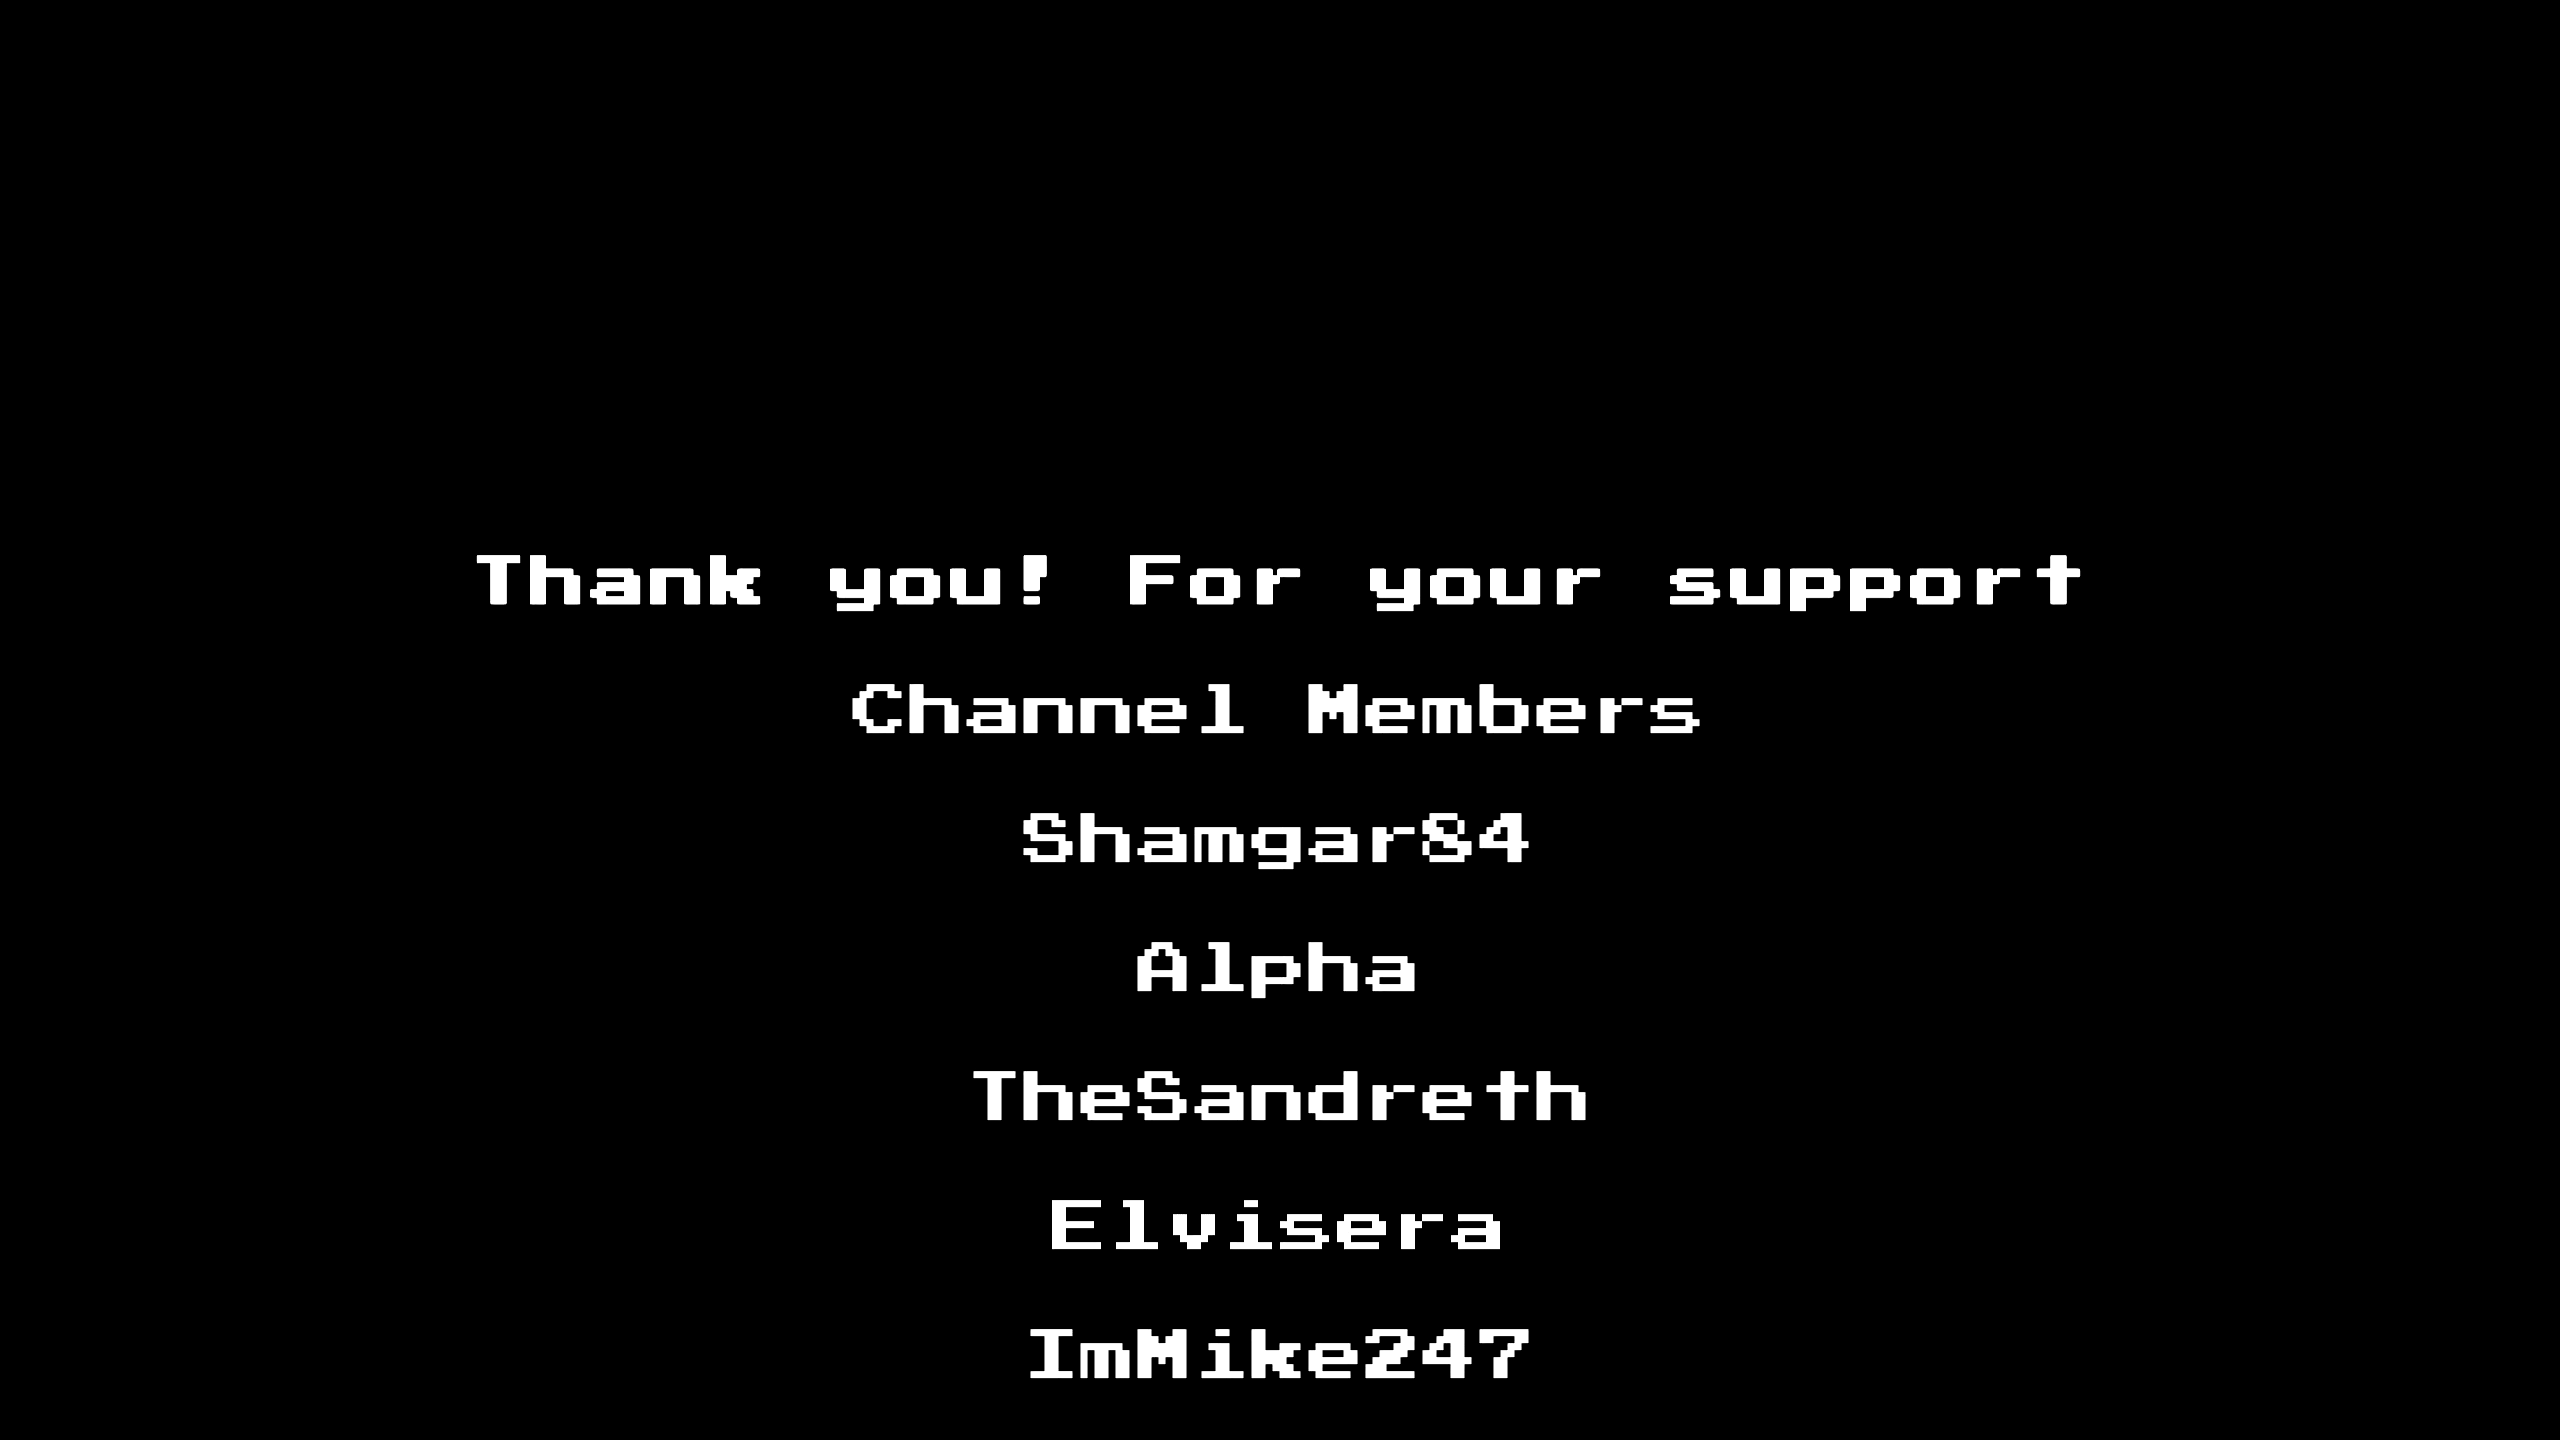 Thank you! For your support
Channel Members
Shamgar84
Alpha
TheSandreth
Elvisera
ImMike247